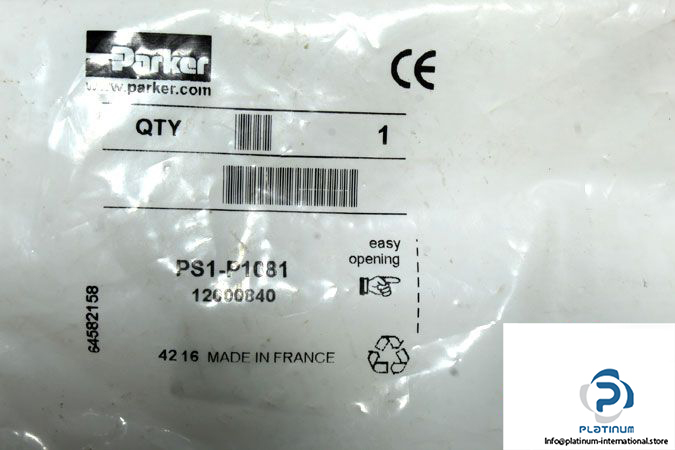 Parker
www.parker.com
CE
QTY 1
easy
opening
PS1-P1081
12000840
64582158
42 16 MADE IN FRANCE
PLATINUM
Info@platinum-international.store